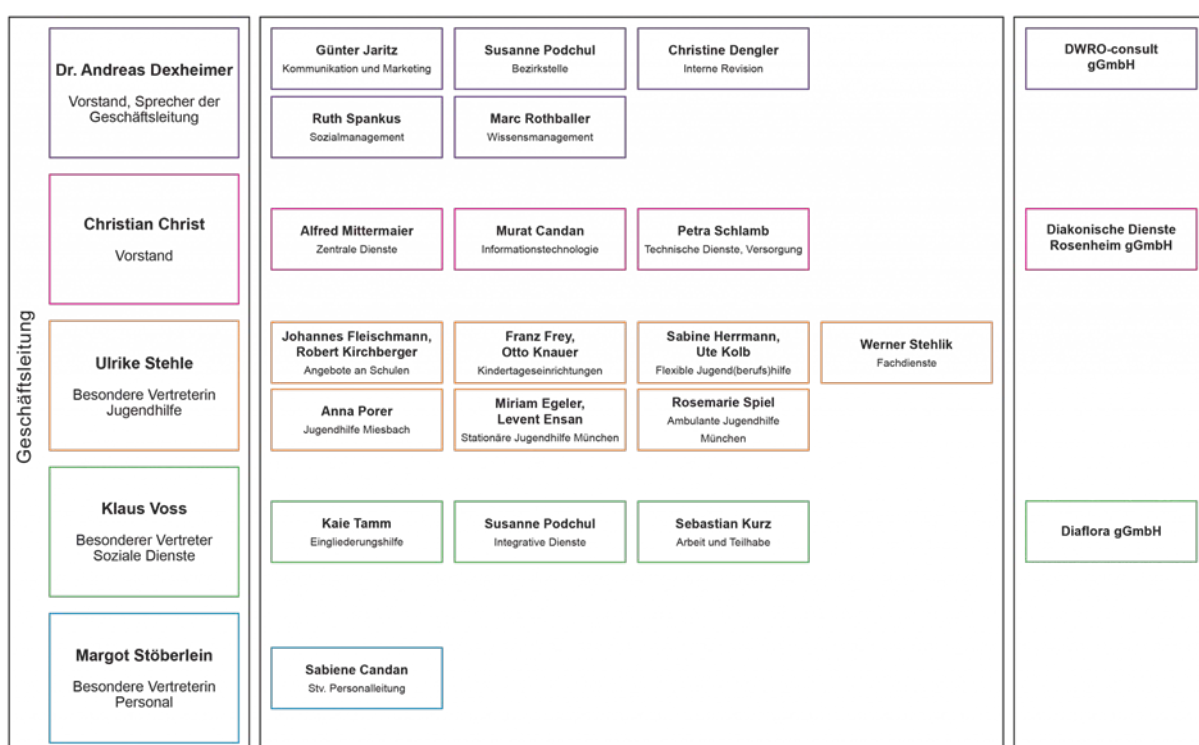 Geschäftsleitung
Dr. Andreas Dexheimer
Vorstand, Sprecher der
Geschäftsleitung
Günter Jaritz
Kommunikation und Marketing
Susanne Podchul
Bezirkstelle
Christine Dengler
Interne Revision
DWRO-consult
gGmbH
Ruth Spankus
Sozialmanagement
Marc Rothballer
Wissensmanagement
Christian Christ
Vorstand
Alfred Mittermaier
Zentrale Dienste
Murat Candan
Informationstechnologie
Petra Schlamb
Technische Dienste, Versorgung
Diakonische Dienste
Rosenheim gGmbH
Ulrike Stehle
Besondere Vertreterin
Jugendhilfe
Johannes Fleischmann,
Robert Kirchberger
Angebote an Schulen
Franz Frey,
Otto Knauer
Kindertageseinrichtungen
Sabine Herrmann,
Ute Kolb
Flexible Jugend(berufs)hilfe
Werner Stehlik
Fachdienste
Anna Porer
Jugendhilfe Miesbach
Miriam Egeler,
Levent Ensan
Stationäre Jugendhilfe München
Rosemarie Spiel
Ambulante Jugendhilfe
München
Klaus Voss
Besonderer Vertreter
Soziale Dienste
Kaie Tamm
Eingliederungshilfe
Susanne Podchul
Integrative Dienste
Sebastian Kurz
Arbeit und Teilhabe
Diaflora gGmbH
Margot Stöberlein
Besondere Vertreterin
Personal
Sabiene Candan
Stv. Personalleitung